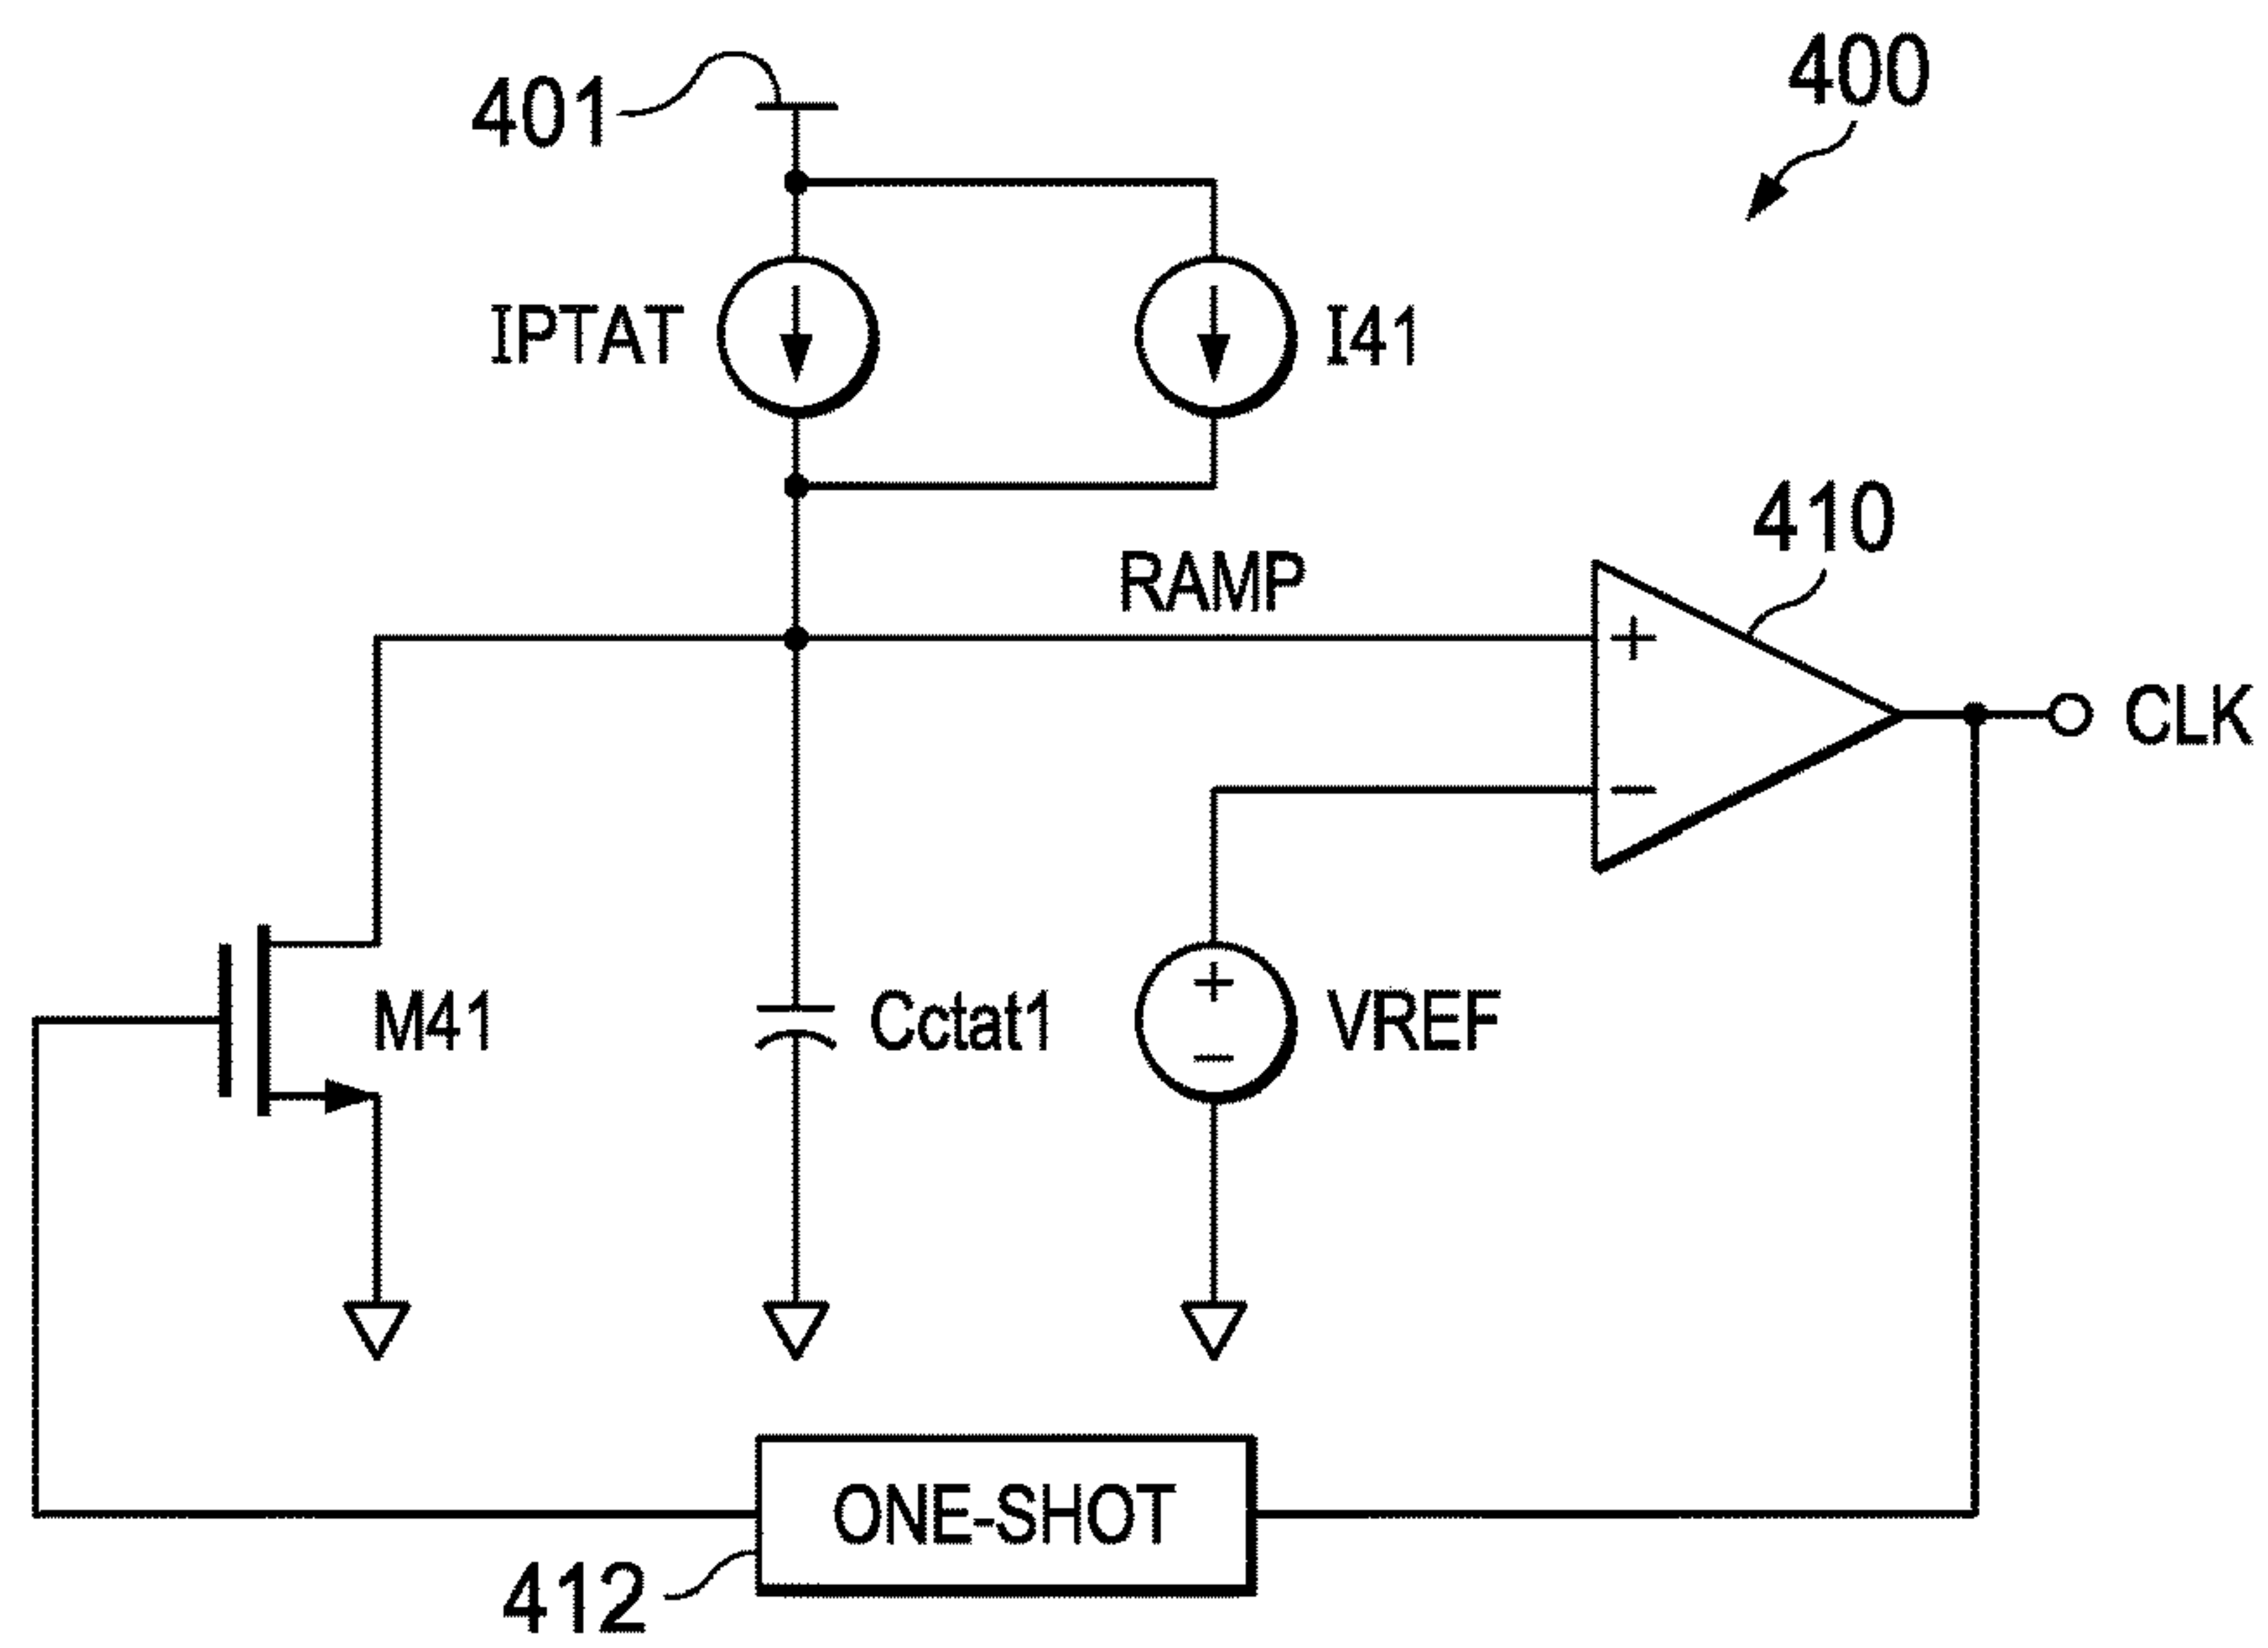 401
400
IPTAT
I41
410
RAMP
+
CLK
−
M41
Cctat1
+
−
VREF
ONE-SHOT
412